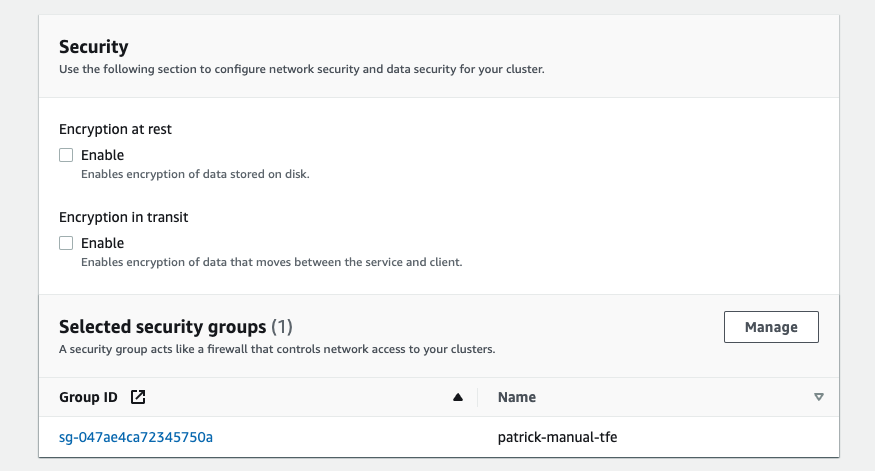 Security
Use the following section to configure network security and data security for your cluster.
Encryption at rest
Enable
Enables encryption of data stored on disk.
Encryption in transit
Enable
Enables encryption of data that moves between the service and client.
Selected security groups (1)
Manage
A security group acts like a firewall that controls network access to your clusters.
Group ID Name
sg-047ae4ca72345750a patrick-manual-tfe